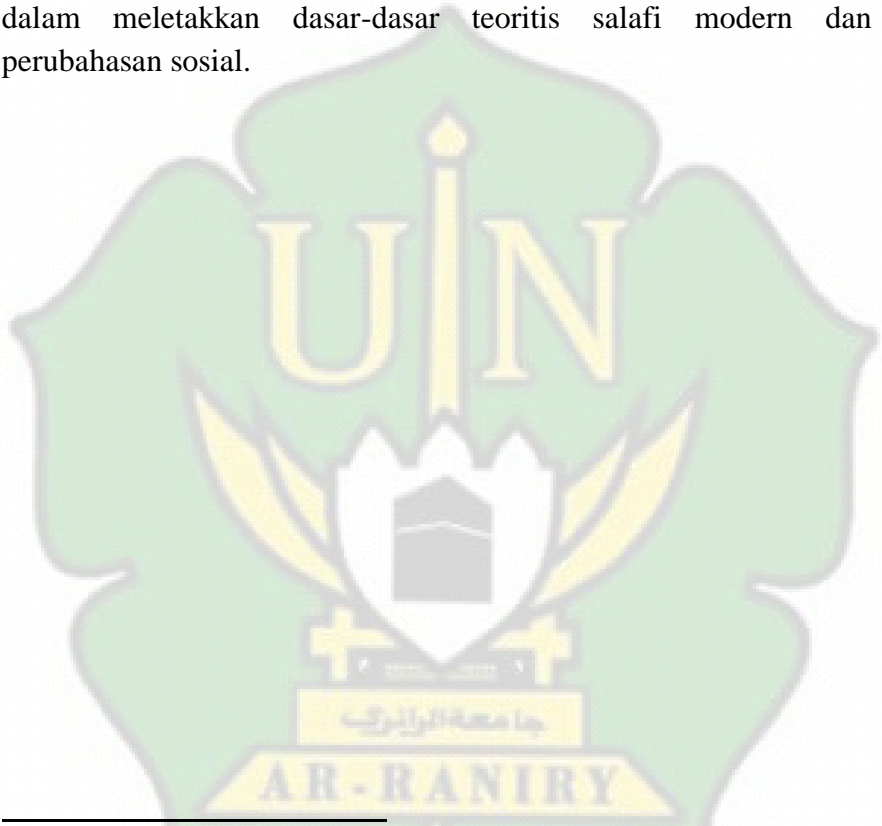 dalam meletakkan dasar-dasar teoritis salafi modern dan
perubahasan sosial.
UIN
جامعة الرانري
AR-RANIRY